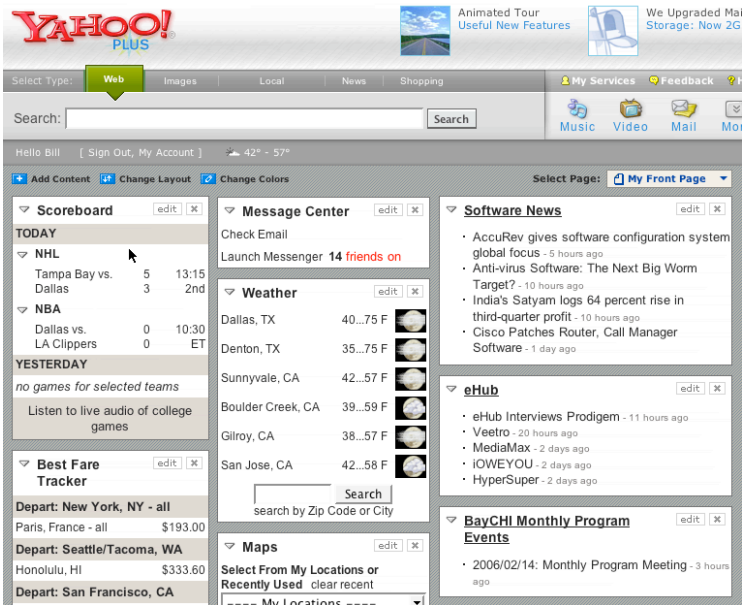 YAHOO!
PLUS
Animated Tour
Useful New Features
We Upgraded Mai
Storage: Now 2G
Select Type: Web Images Local News Shopping
My Services Feedback
Search: Search
Music Video Mail Mor
Hello Bill [ Sign Out, My Account ] 42° - 57°
Add Content Change Layout Change Colors
Select Page: My Front Page
Scoreboard edit
TODAY
NHL
Tampa Bay vs. 5 13:15
Dallas 3 2nd
NBA
Dallas vs. 0 10:30
LA Clippers 0 ET
YESTERDAY
no games for selected teams
Listen to live audio of college
games
Best Fare edit
Tracker
Depart: New York, NY - all
Paris, France - all $193.00
Depart: Seattle/Tacoma, WA
Honolulu, HI $333.60
Depart: San Francisco, CA
Message Center edit
Check Email
Launch Messenger 14 friends on
Weather edit
Dallas, TX 40...75 F
Denton, TX 35...75 F
Sunnyvale, CA 42...57 F
Boulder Creek, CA 39...59 F
Gilroy, CA 38...57 F
San Jose, CA 42...58 F
Search
search by Zip Code or City
Maps edit
Select From My Locations or
Recently Used clear recent
---- My Locations ----
Software News edit
· AccuRev gives software configuration system
global focus - 5 hours ago
· Anti-virus Software: The Next Big Worm
Target? - 10 hours ago
· India's Satyam logs 64 percent rise in
third-quarter profit - 10 hours ago
· Cisco Patches Router, Call Manager
Software - 1 day ago
eHub edit
· eHub Interviews Prodigem - 11 hours ago
· Veetro - 20 hours ago
· MediaMax - 2 days ago
· iOWEYOU - 2 days ago
· HyperSuper - 2 days ago
BayCHI Monthly Program edit
Events
· 2006/02/14: Monthly Program Meeting - 3 hours
ago